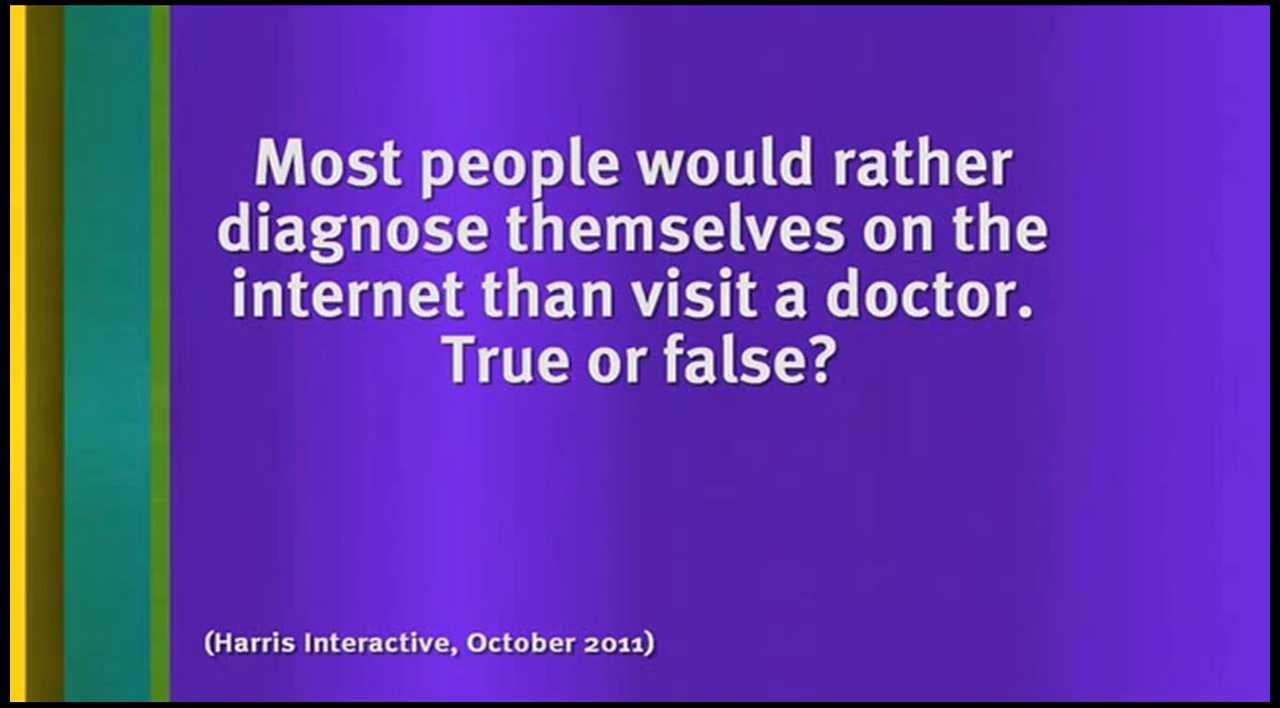 Most people would rather
diagnose themselves on the
internet than visit a doctor.
True or false?
(Harris Interactive, October 2011)